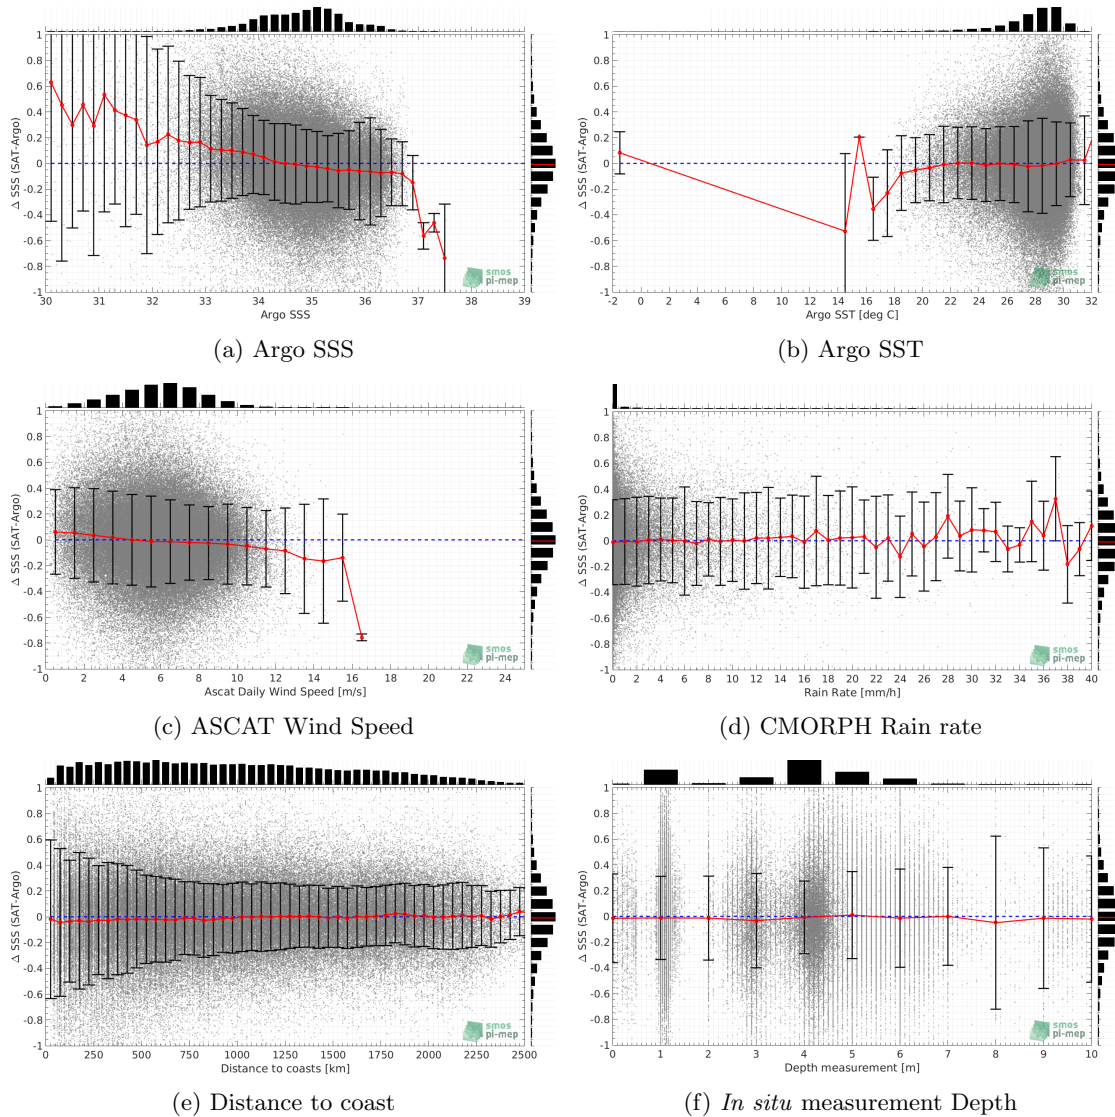 1
0.8
0.6
0.4
0.2
0
-0.2
-0.4
-0.6
-0.8
-1
Δ SSS (SAT-Argo)
30 31 32 33 34 35 36 37 38 39
Argo SSS
smos
pi-mep
(a) Argo SSS
1
0.8
0.6
0.4
0.2
0
-0.2
-0.4
-0.6
-0.8
-1
Δ SSS (SAT-Argo)
-2 0 2 4 6 8 10 12 14 16 18 20 22 24 26 28 30 32
Argo SST [deg C]
smos
pi-mep
(b) Argo SST
1
0.8
0.6
0.4
0.2
0
-0.2
-0.4
-0.6
-0.8
-1
Δ SSS (SAT-Argo)
0 2 4 6 8 10 12 14 16 18 20 22 24
Ascat Daily Wind Speed [m/s]
smos
pi-mep
(c) ASCAT Wind Speed
1
0.8
0.6
0.4
0.2
0
-0.2
-0.4
-0.6
-0.8
-1
Δ SSS (SAT-Argo)
0 2 4 6 8 10 12 14 16 18 20 22 24 26 28 30 32 34 36 38 40
Rain Rate [mm/h]
smos
pi-mep
(d) CMORPH Rain rate
1
0.8
0.6
0.4
0.2
0
-0.2
-0.4
-0.6
-0.8
-1
Δ SSS (SAT-Argo)
0 250 500 750 1000 1250 1500 1750 2000 2250 2500
Distance to coasts [km]
smos
pi-mep
(e) Distance to coast
1
0.8
0.6
0.4
0.2
0
-0.2
-0.4
-0.6
-0.8
-1
Δ SSS (SAT-Argo)
0 1 2 3 4 5 6 7 8 9 10
Depth measurement [m]
smos
pi-mep
(f) In situ measurement Depth